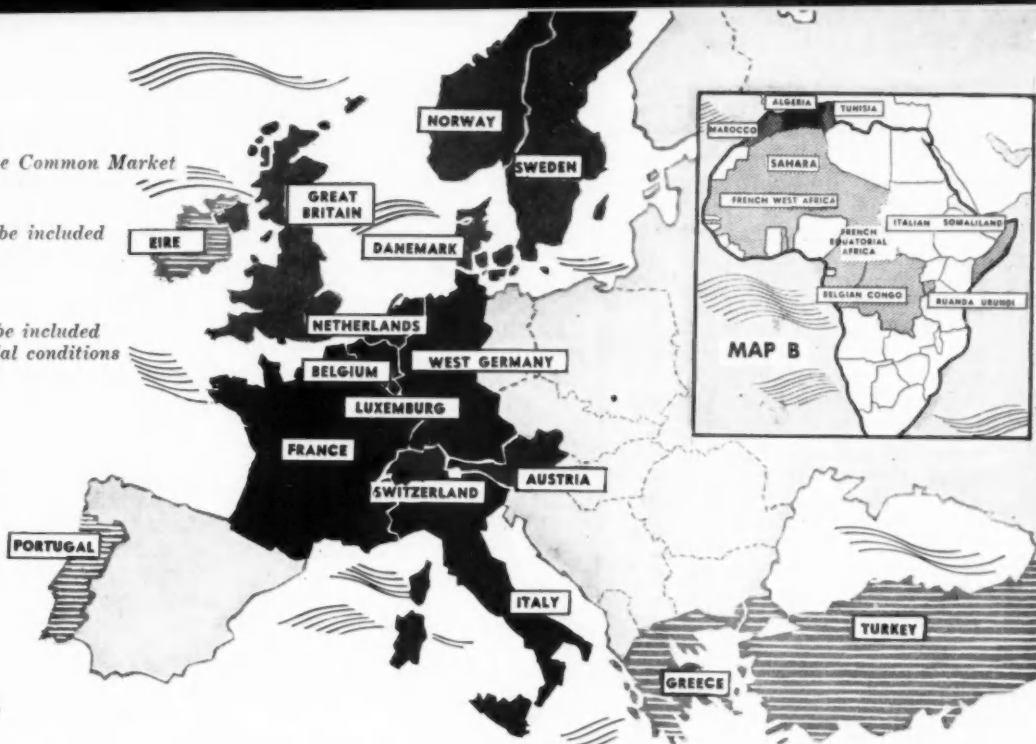 e Common Market
be included
be included
al conditions
NORWAY
SWEDEN
GREAT
BRITAIN
EIRE
DANEMARK
NETHERLANDS
BELGIUM
WEST GERMANY
LUXEMBURG
FRANCE
SWITZERLAND
AUSTRIA
PORTUGAL
ITALY
GREECE
TURKEY
ALGERIA
TUNISIA
MAROCCO
SAHARA
FRENCH WEST AFRICA
ITALIAN SOMALILAND
FRENCH
EQUATORIAL
AFRICA
BELGIAN CONGO
RUANDA URUNDI
MAP B